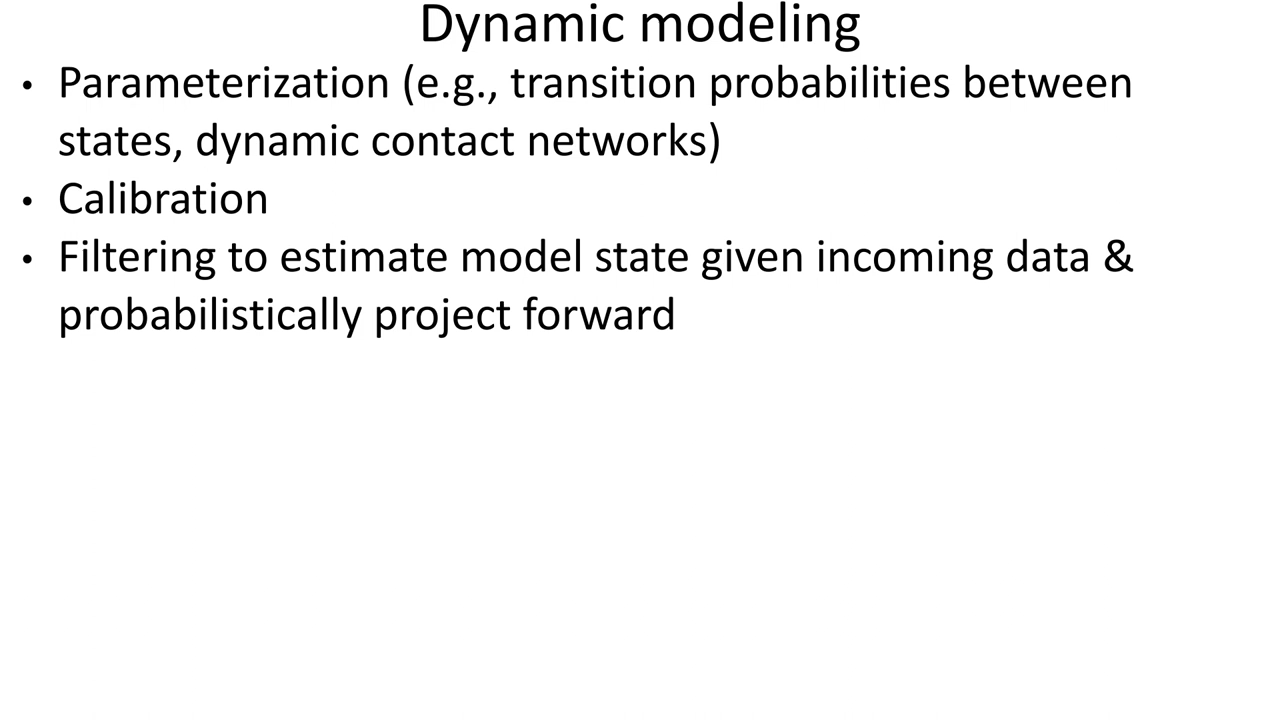 Dynamic modeling
• Parameterization (e.g., transition probabilities between
states, dynamic contact networks)
• Calibration
• Filtering to estimate model state given incoming data &
probabilistically project forward